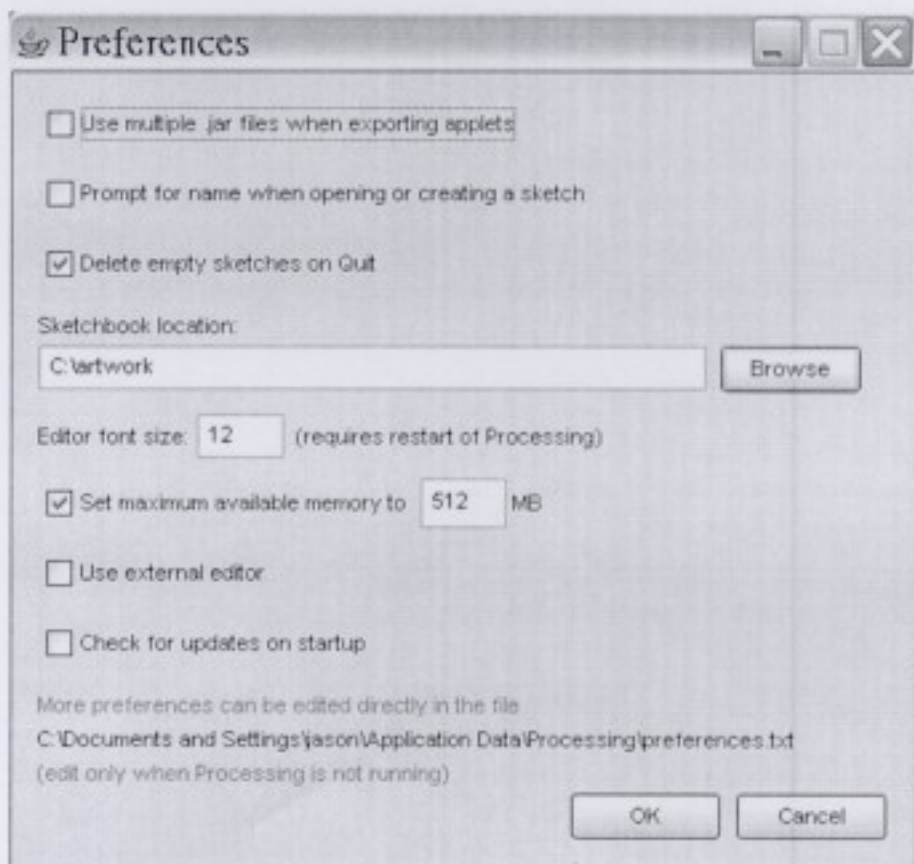 Preferences
Use multiple .jar files when exporting applets
Prompt for name when opening or creating a sketch
Delete empty sketches on Quit
Sketchbook location:
C:\artwork Browse
Editor font size: 12 (requires restart of Processing)
Set maximum available memory to 512 MB
Use external editor
Check for updates on startup
More preferences can be edited directly in the file
C:\Documents and Settings\jason\Application Data\Processing\preferences.txt
(edit only when Processing is not running)
OK Cancel